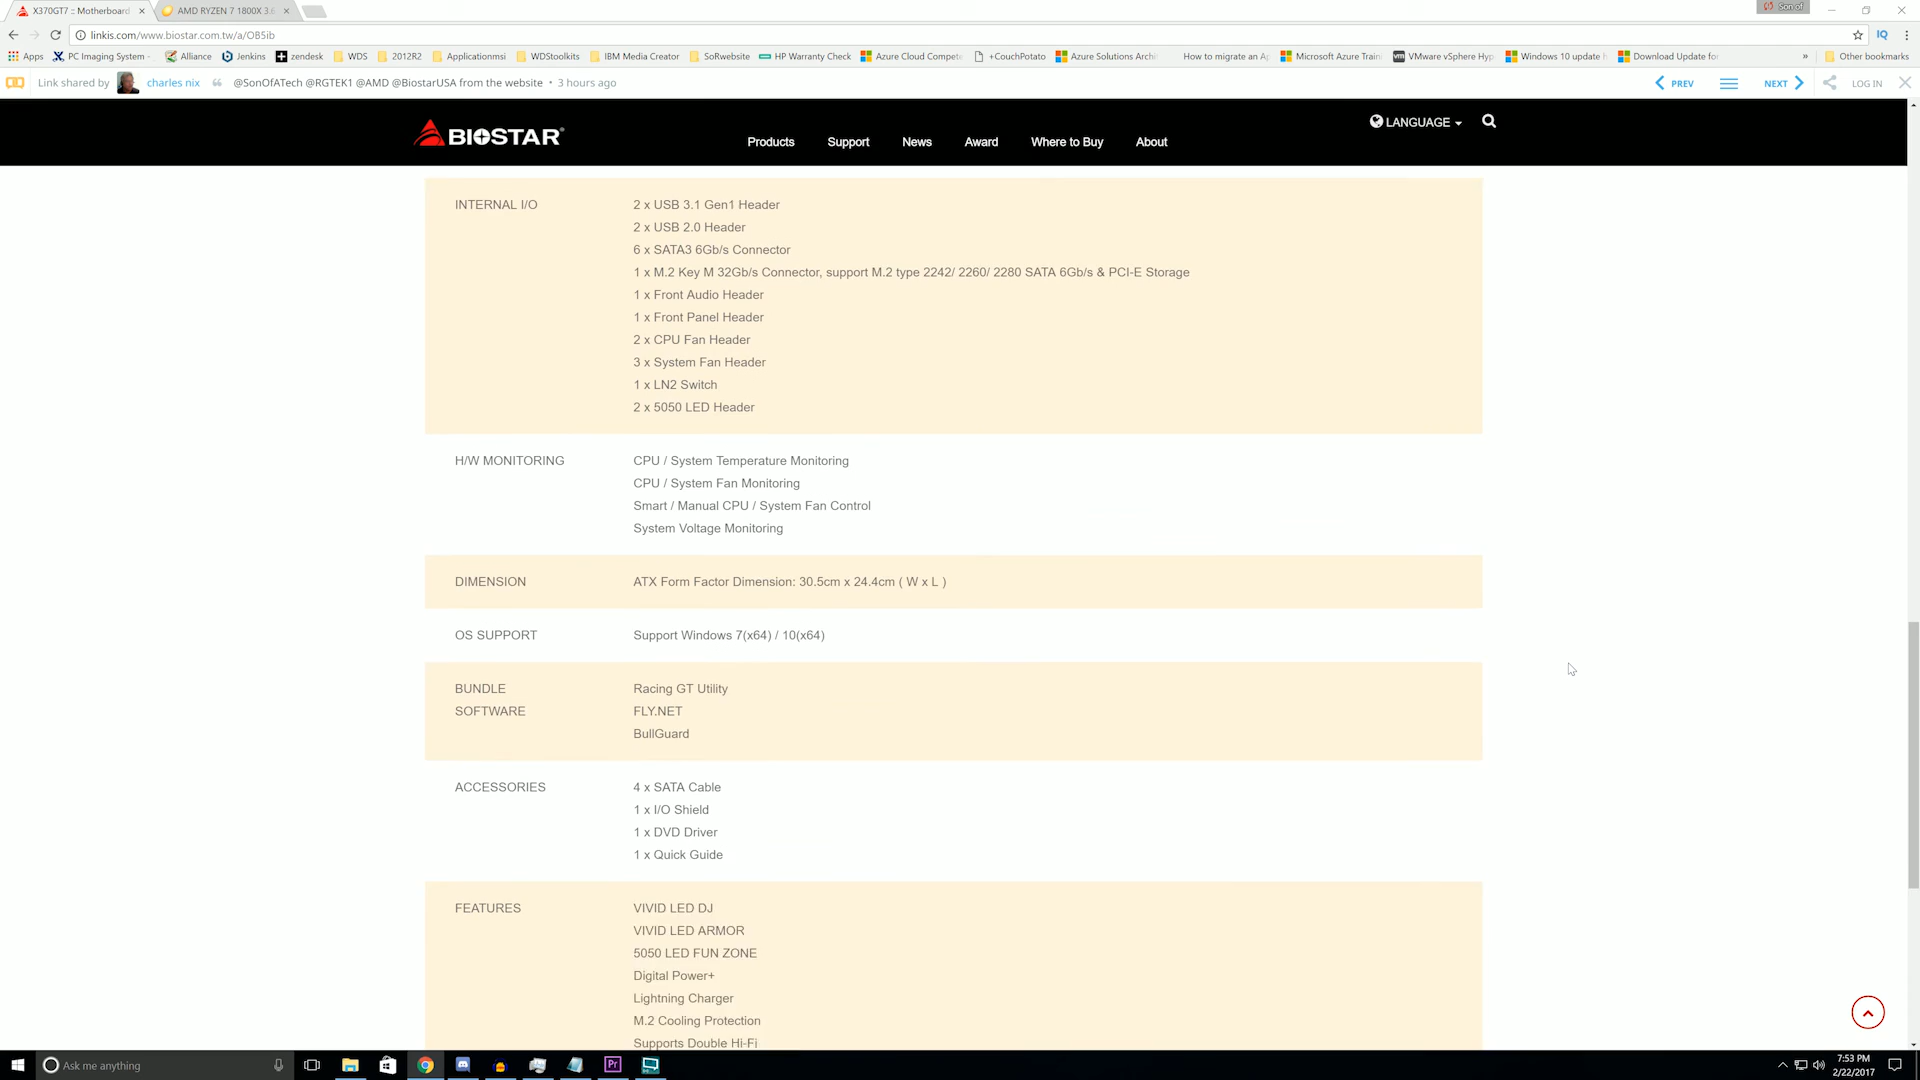 X370GT7 :: Motherboard
AMD RYZEN 7 1800X 3.6
Son of
linkis.com/www.biostar.com.tw/a/OB5ib
IQ
Apps
PC Imaging System -
Alliance
Jenkins
zendesk
WDS
2012R2
Applicationmsi
WDStoolkits
IBM Media Creator
SoRwebsite
HP Warranty Check
Azure Cloud Compete
+CouchPotato
Azure Solutions Archi
How to migrate an Ap
Microsoft Azure Train
VMware vSphere Hyp
Windows 10 update h
Download Update for
»
Other bookmarks
Link shared by charles nix @SonOfATech @RGTEK1 @AMD @BiostarUSA from the website • 3 hours ago
PREV
NEXT
LOG IN
BIOSTAR
Products
Support
News
Award
Where to Buy
About
LANGUAGE
INTERNAL I/O
2 x USB 3.1 Gen1 Header
2 x USB 2.0 Header
6 x SATA3 6Gb/s Connector
1 x M.2 Key M 32Gb/s Connector, support M.2 type 2242/ 2260/ 2280 SATA 6Gb/s & PCI-E Storage
1 x Front Audio Header
1 x Front Panel Header
2 x CPU Fan Header
3 x System Fan Header
1 x LN2 Switch
2 x 5050 LED Header
H/W MONITORING
CPU / System Temperature Monitoring
CPU / System Fan Monitoring
Smart / Manual CPU / System Fan Control
System Voltage Monitoring
DIMENSION
ATX Form Factor Dimension: 30.5cm x 24.4cm ( W x L )
OS SUPPORT
Support Windows 7(x64) / 10(x64)
BUNDLE
SOFTWARE
Racing GT Utility
FLY.NET
BullGuard
ACCESSORIES
4 x SATA Cable
1 x I/O Shield
1 x DVD Driver
1 x Quick Guide
FEATURES
VIVID LED DJ
VIVID LED ARMOR
5050 LED FUN ZONE
Digital Power+
Lightning Charger
M.2 Cooling Protection
Supports Double Hi-Fi
Ask me anything
Pr
7:53 PM
2/22/2017